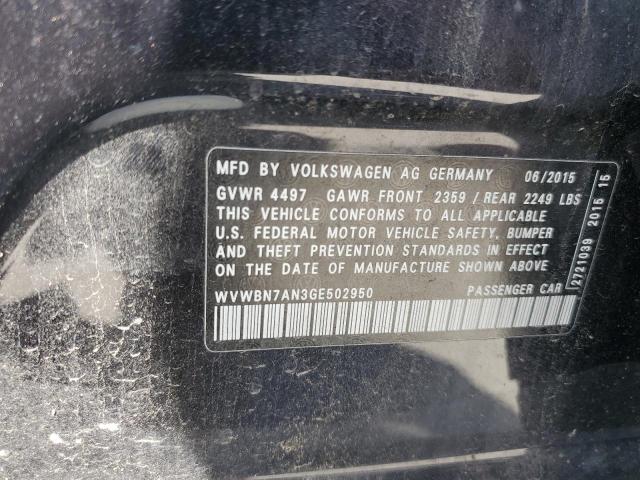 MFD BY VOLKSWAGEN AG GERMANY 06/2015
GVWR 4497 GAWR FRONT 2359 / REAR 2249 LBS
THIS VEHICLE CONFORMS TO ALL APPLICABLE
U.S. FEDERAL MOTOR VEHICLE SAFETY, BUMPER
AND THEFT PREVENTION STANDARDS IN EFFECT
ON THE DATE OF MANUFACTURE SHOWN ABOVE
WVWBN7AN3GE502950 PASSENGER CAR
2721039 2015 15